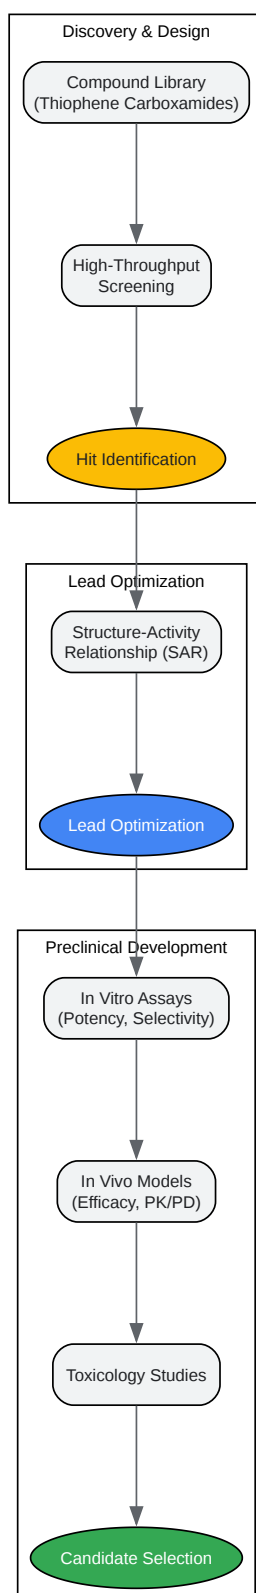 Discovery & Design
Compound Library
(Thiophene Carboxamides)
High-Throughput
Screening
Hit Identification
Lead Optimization
Structure-Activity
Relationship (SAR)
Lead Optimization
Preclinical Development
In Vitro Assays
(Potency, Selectivity)
In Vivo Models
(Efficacy, PK/PD)
Toxicology Studies
Candidate Selection